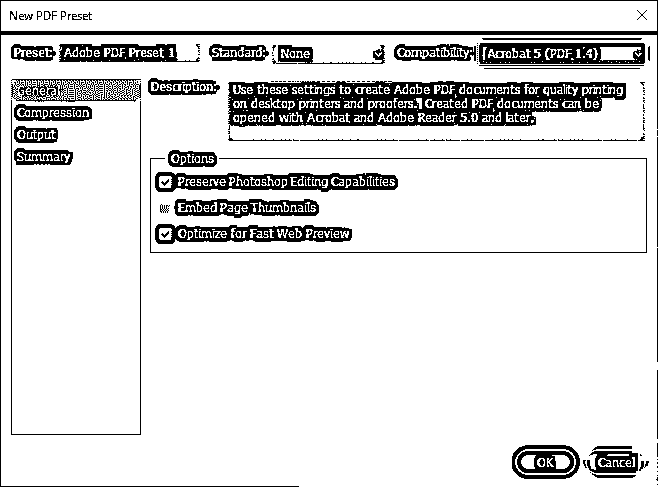 New PDF Preset
Preset: Adobe PDF Preset 1 Standard: None Compatibility: Acrobat 5 (PDF 1.4)
General
Compression
Output
Summary
Description: Use these settings to create Adobe PDF documents for quality printing
on desktop printers and proofers. Created PDF documents can be
opened with Acrobat and Adobe Reader 5.0 and later.
Options
Preserve Photoshop Editing Capabilities
Embed Page Thumbnails
Optimize for Fast Web Preview
OK Cancel